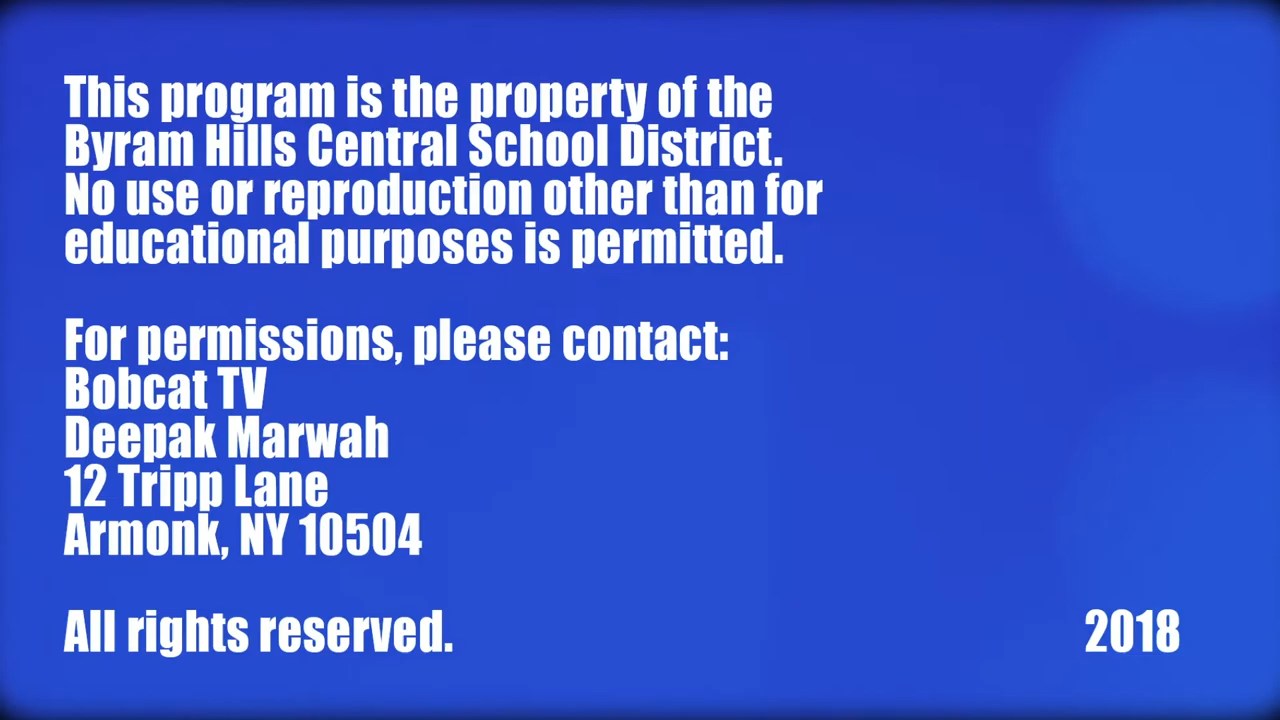 This program is the property of the
Byram Hills Central School District.
No use or reproduction other than for
educational purposes is permitted.
For permissions, please contact:
Bobcat TV
Deepak Marwah
12 Tripp Lane
Armonk, NY 10504
All rights reserved.
2018